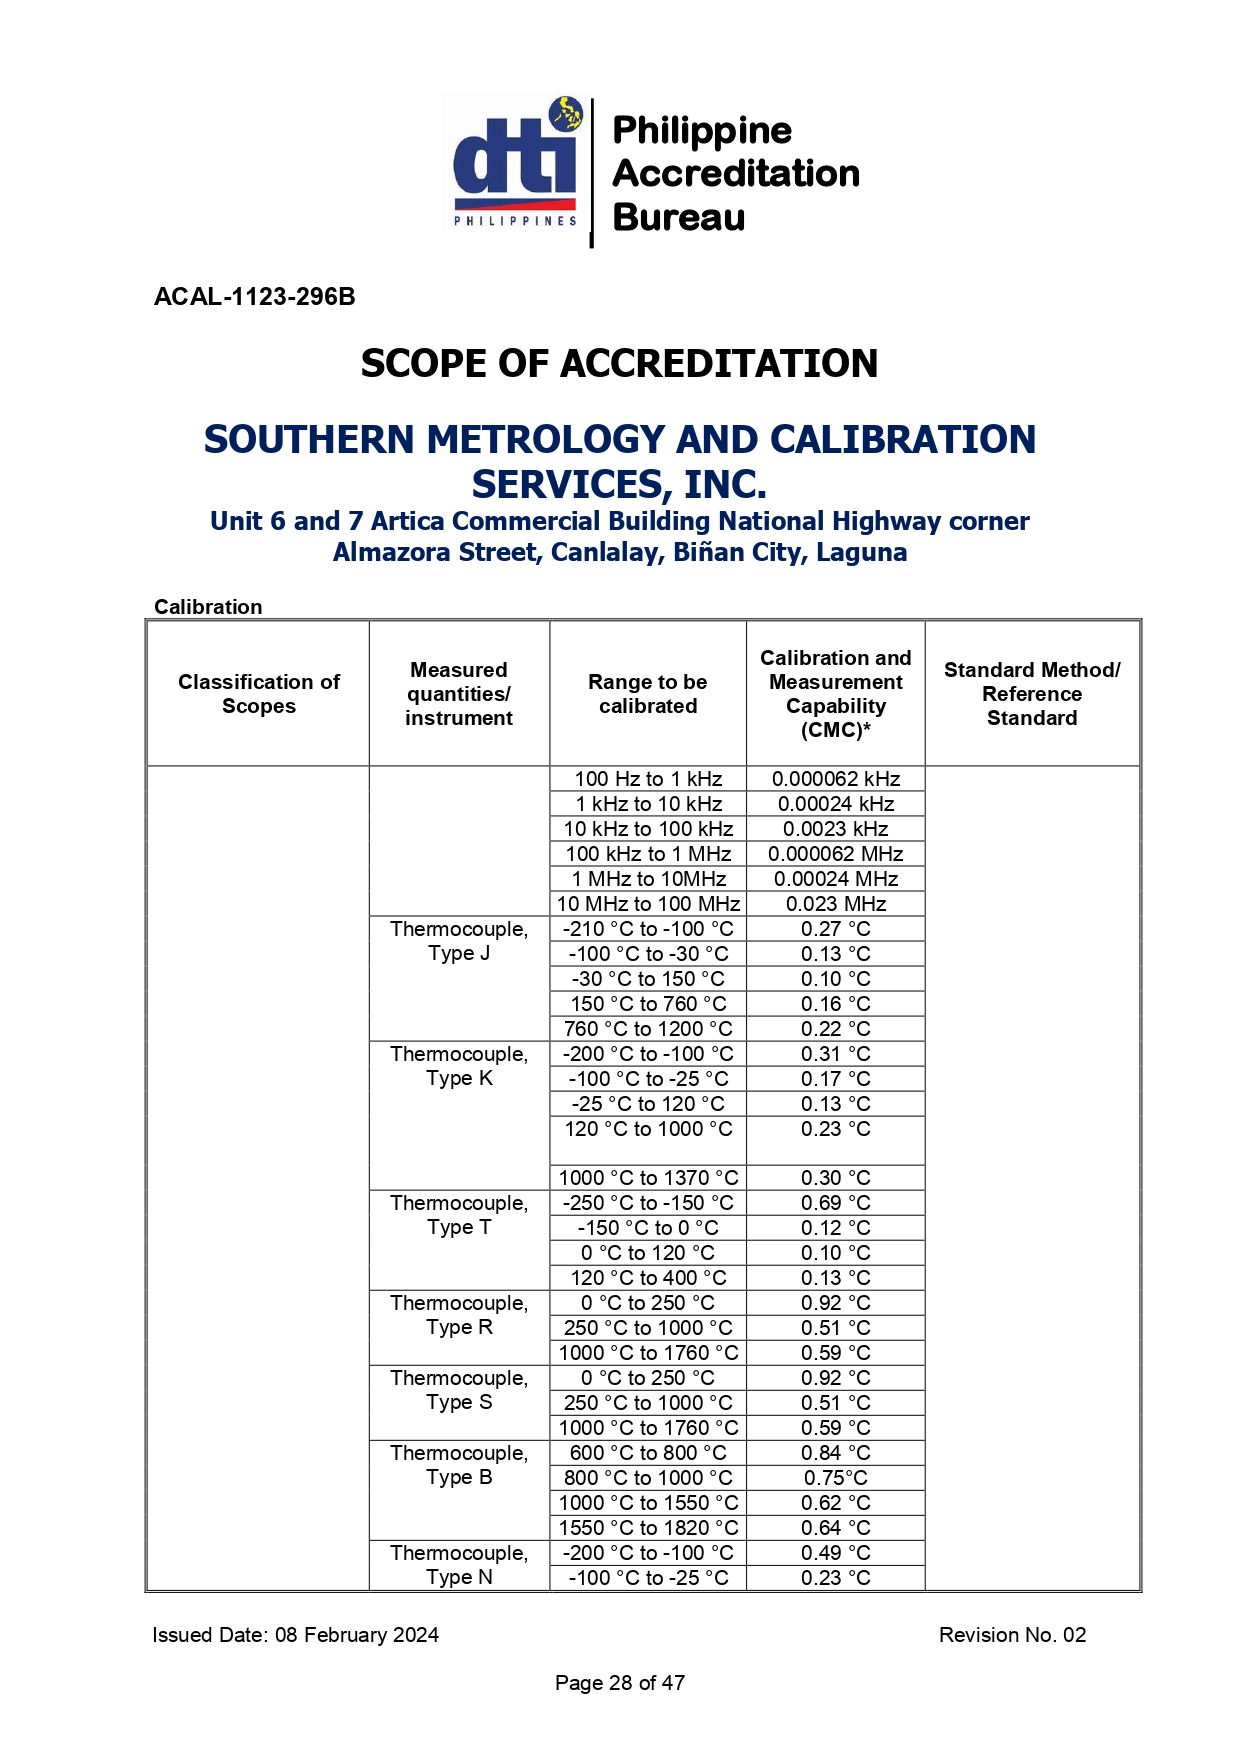 dti
PHILIPPINES
Philippine
Accreditation
Bureau
ACAL-1123-296B
SCOPE OF ACCREDITATION
SOUTHERN METROLOGY AND CALIBRATION
SERVICES, INC.
Unit 6 and 7 Artica Commercial Building National Highway corner
Almazora Street, Canlalay, Biñan City, Laguna
Calibration
Classification of
Scopes
Measured
quantities/
instrument
Range to be
calibrated
Calibration and
Measurement
Capability
(CMC)*
Standard Method/
Reference
Standard
100 Hz to 1 kHz 0.000062 kHz
1 kHz to 10 kHz 0.00024 kHz
10 kHz to 100 kHz 0.0023 kHz
100 kHz to 1 MHz 0.000062 MHz
1 MHz to 10MHz 0.00024 MHz
10 MHz to 100 MHz 0.023 MHz
Thermocouple, -210 °C to -100 °C 0.27 °C
Type J -100 °C to -30 °C 0.13 °C
-30 °C to 150 °C 0.10 °C
150 °C to 760 °C 0.16 °C
760 °C to 1200 °C 0.22 °C
Thermocouple, -200 °C to -100 °C 0.31 °C
Type K -100 °C to -25 °C 0.17 °C
-25 °C to 120 °C 0.13 °C
120 °C to 1000 °C 0.23 °C
1000 °C to 1370 °C 0.30 °C
Thermocouple, -250 °C to -150 °C 0.69 °C
Type T -150 °C to 0 °C 0.12 °C
0 °C to 120 °C 0.10 °C
120 °C to 400 °C 0.13 °C
Thermocouple, 0 °C to 250 °C 0.92 °C
Type R 250 °C to 1000 °C 0.51 °C
1000 °C to 1760 °C 0.59 °C
Thermocouple, 0 °C to 250 °C 0.92 °C
Type S 250 °C to 1000 °C 0.51 °C
1000 °C to 1760 °C 0.59 °C
Thermocouple, 600 °C to 800 °C 0.84 °C
Type B 800 °C to 1000 °C 0.75°C
1000 °C to 1550 °C 0.62 °C
1550 °C to 1820 °C 0.64 °C
Thermocouple, -200 °C to -100 °C 0.49 °C
Type N -100 °C to -25 °C 0.23 °C
Issued Date: 08 February 2024 Revision No. 02
Page 28 of 47